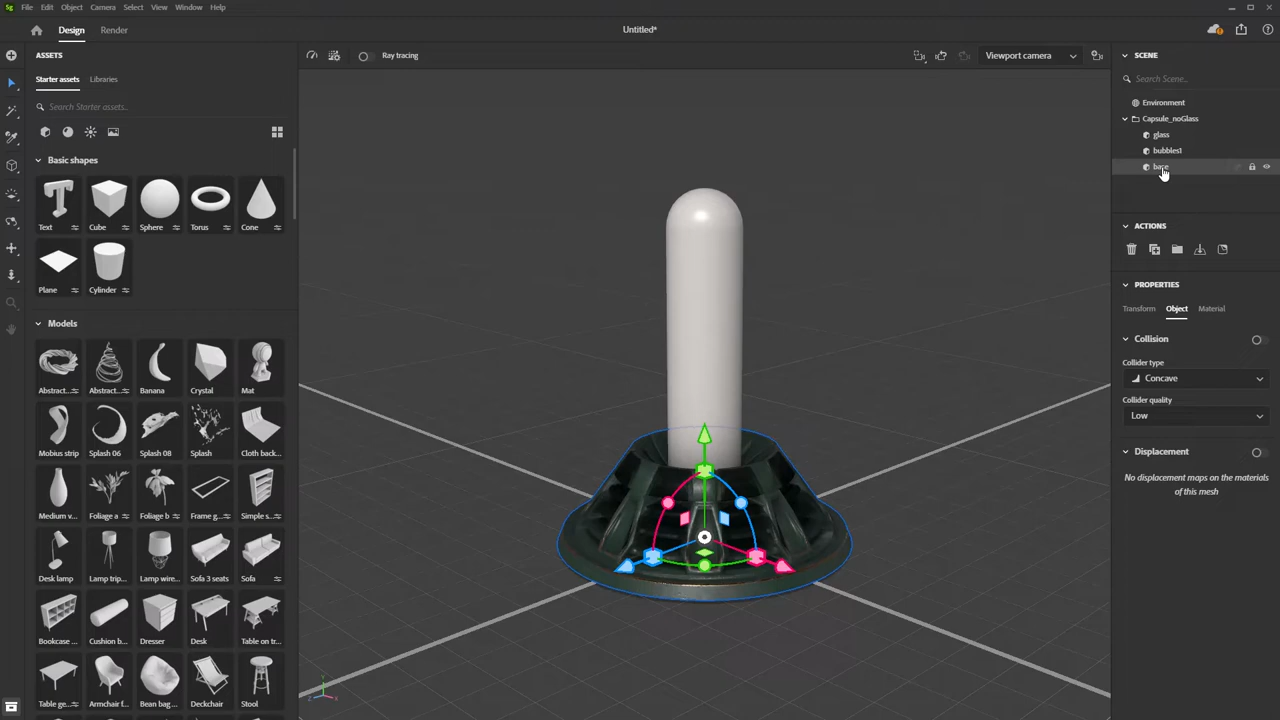 Sg File Edit Object Camera Select View Window Help
Design Render Untitled*
ASSETS
Starter assets Libraries
Search Starter assets..
Basic shapes
Text Cube Sphere Torus Cone
Plane Cylinder
Models
Abstract... Abstract... Banana Crystal Mat
Mobius strip Splash 06 Splash 08 Splash Cloth back...
Medium v... Foliage a Foliage b Frame g... Simple s...
Desk lamp Lamp trip... Lamp wire... Sofa 3 seats Sofa
Bookcase ... Cushion b... Dresser Desk Table on tr...
Table ge... Armchair f... Bean bag ... Deckchair Stool
Ray tracing Viewport camera
SCENE
Search Scene...
Environment
Capsule_noGlass
glass
bubbles1
base
ACTIONS
PROPERTIES
Transform Object Material
Collision
Collider type
Concave
Collider quality
Low
Displacement
No displacement maps on the materials
of this mesh